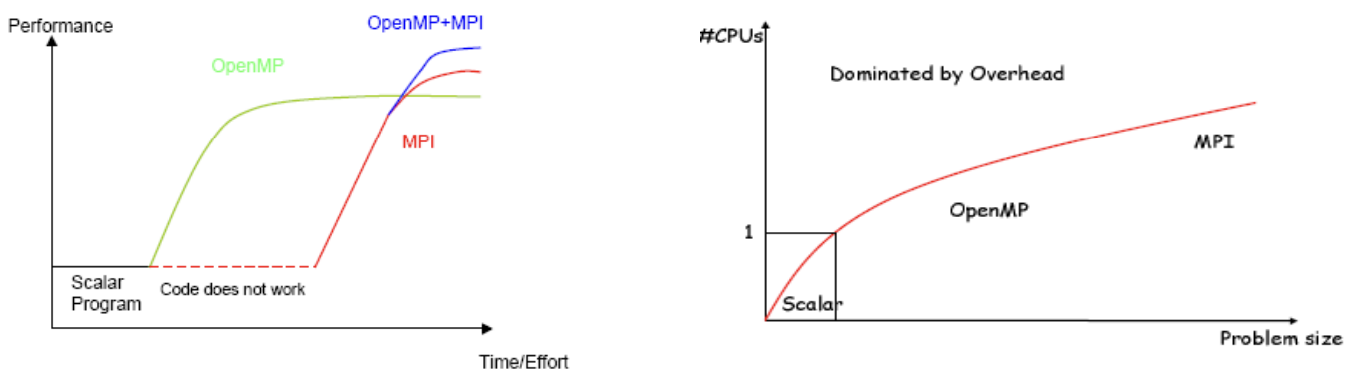 Performance
OpenMP+MPI
OpenMP
MPI
Scalar
Program
Code does not work
Time/Effort
#CPUs
Dominated by Overhead
MPI
OpenMP
1
Scalar
Problem size